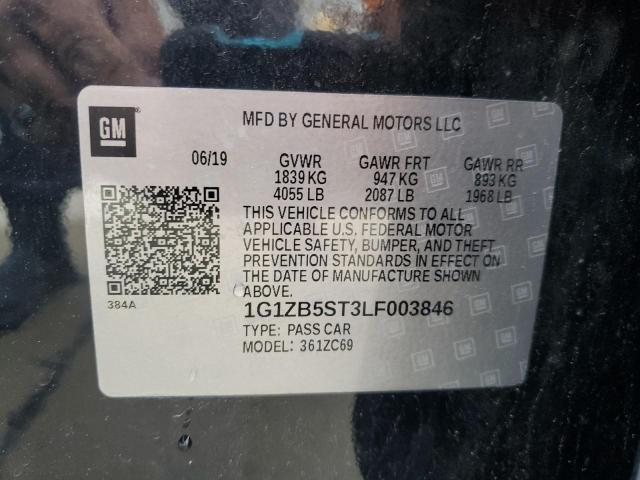 GM
MFD BY GENERAL MOTORS LLC
06/19 GVWR GAWR FRT GAWR RR
1839 KG 947 KG 893 KG
4055 LB 2087 LB 1968 LB
THIS VEHICLE CONFORMS TO ALL
APPLICABLE U.S. FEDERAL MOTOR
VEHICLE SAFETY, BUMPER, AND THEFT
PREVENTION STANDARDS IN EFFECT ON
THE DATE OF MANUFACTURE SHOWN
ABOVE.
384A
1G1ZB5ST3LF003846
TYPE: PASS CAR
MODEL: 361ZC69